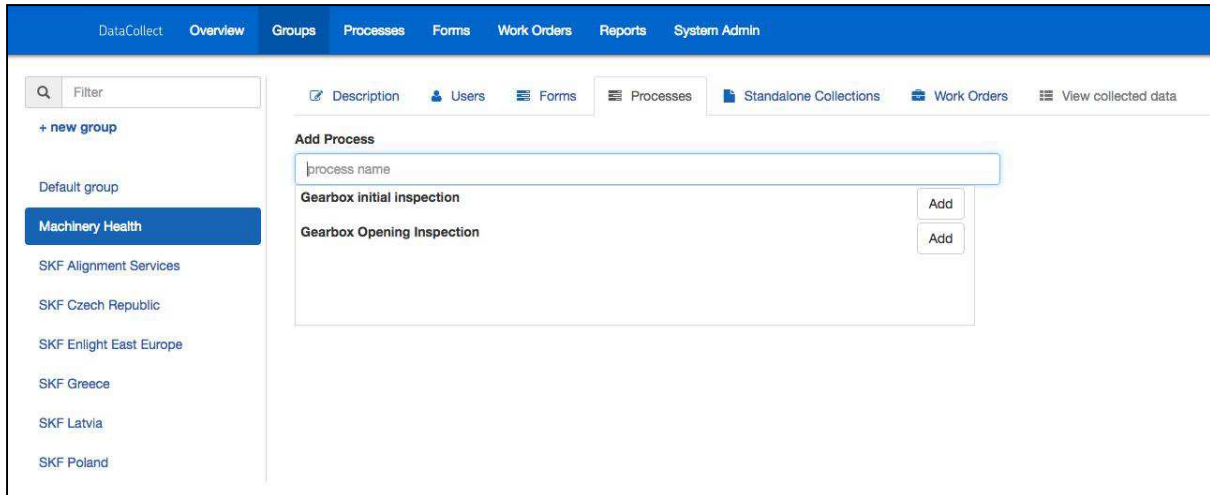 DataCollect Overview Groups Processes Forms Work Orders Reports System Admin
Filter
+ new group
Default group
Machinery Health
SKF Alignment Services
SKF Czech Republic
SKF Enlight East Europe
SKF Greece
SKF Latvia
SKF Poland
Description Users Forms Processes Standalone Collections Work Orders View collected data
Add Process
process name
Gearbox initial inspection Add
Gearbox Opening Inspection Add